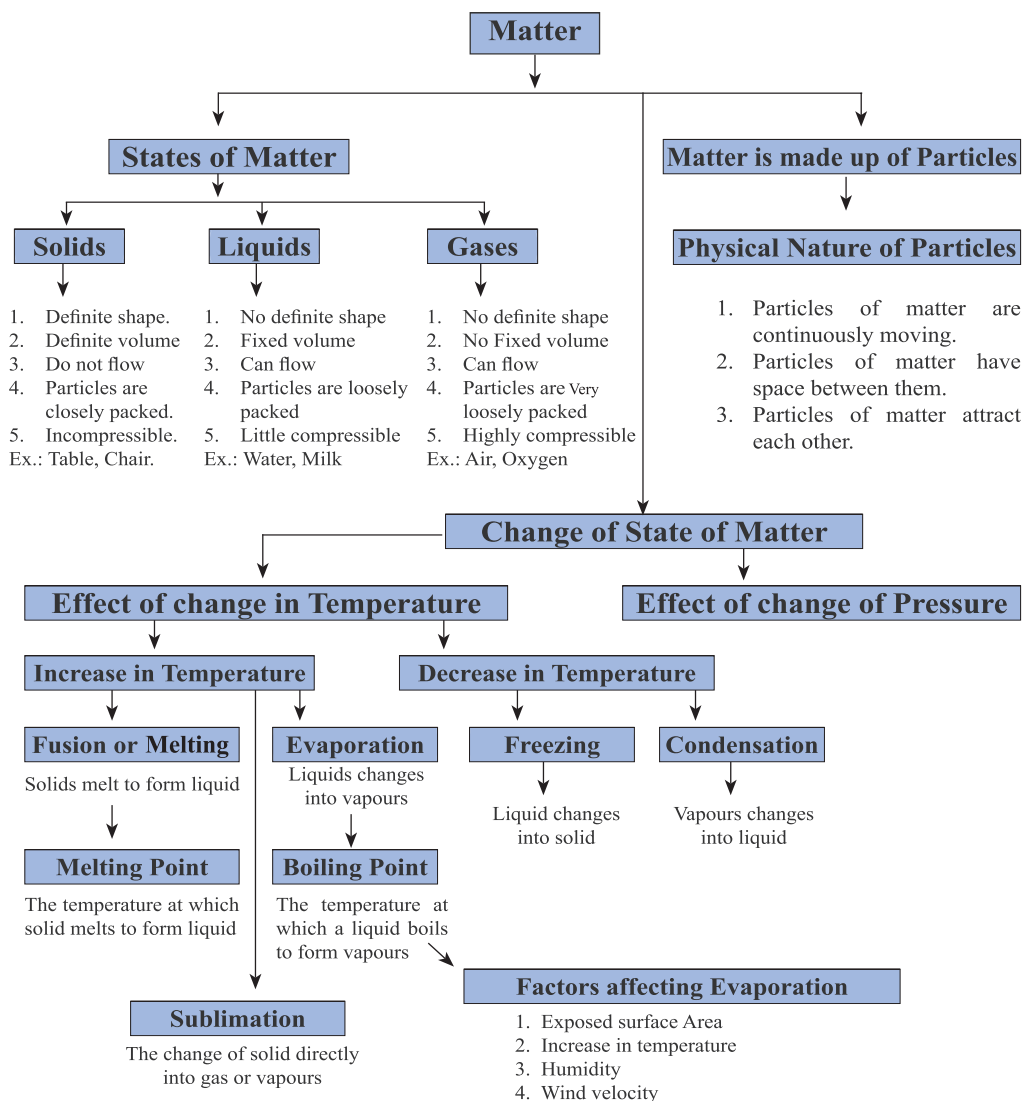 Matter
States of Matter
Matter is made up of Particles
Solids
Liquids
Gases
Physical Nature of Particles
1. Definite shape.
2. Definite volume
3. Do not flow
4. Particles are
closely packed.
5. Incompressible.
Ex.: Table, Chair.
1. No definite shape
2. Fixed volume
3. Can flow
4. Particles are loosely
packed
5. Little compressible
Ex.: Water, Milk
1. No definite shape
2. No Fixed volume
3. Can flow
4. Particles are Very
loosely packed
5. Highly compressible
Ex.: Air, Oxygen
1. Particles of matter are
continuously moving.
2. Particles of matter have
space between them.
3. Particles of matter attract
each other.
Change of State of Matter
Effect of change in Temperature
Effect of change of Pressure
Increase in Temperature
Decrease in Temperature
Fusion or Melting
Solids melt to form liquid
Evaporation
Liquids changes
into vapours
Freezing
Liquid changes
into solid
Condensation
Vapours changes
into liquid
Melting Point
The temperature at which
solid melts to form liquid
Boiling Point
The temperature at
which a liquid boils
to form vapours
Sublimation
The change of solid directly
into gas or vapours
Factors affecting Evaporation
1. Exposed surface Area
2. Increase in temperature
3. Humidity
4. Wind velocity